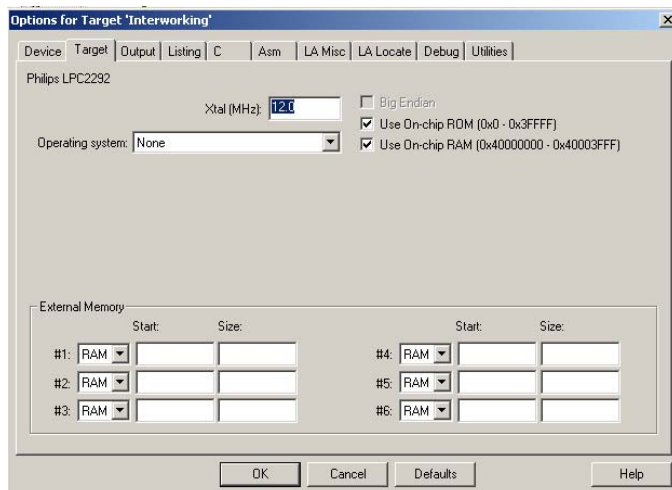 Options for Target 'Interworking'
Device Target Output Listing C Asm LA Misc LA Locate Debug Utilities
Philips LPC2292
Xtal (MHz): 12.0
Big Endian
Use On-chip ROM (0x0 - 0x3FFFF)
Operating system: None
Use On-chip RAM (0x40000000 - 0x40003FFF)
External Memory
Start: Size: Start: Size:
#1: RAM #4: RAM
#2: RAM #5: RAM
#3: RAM #6: RAM
OK Cancel Defaults Help